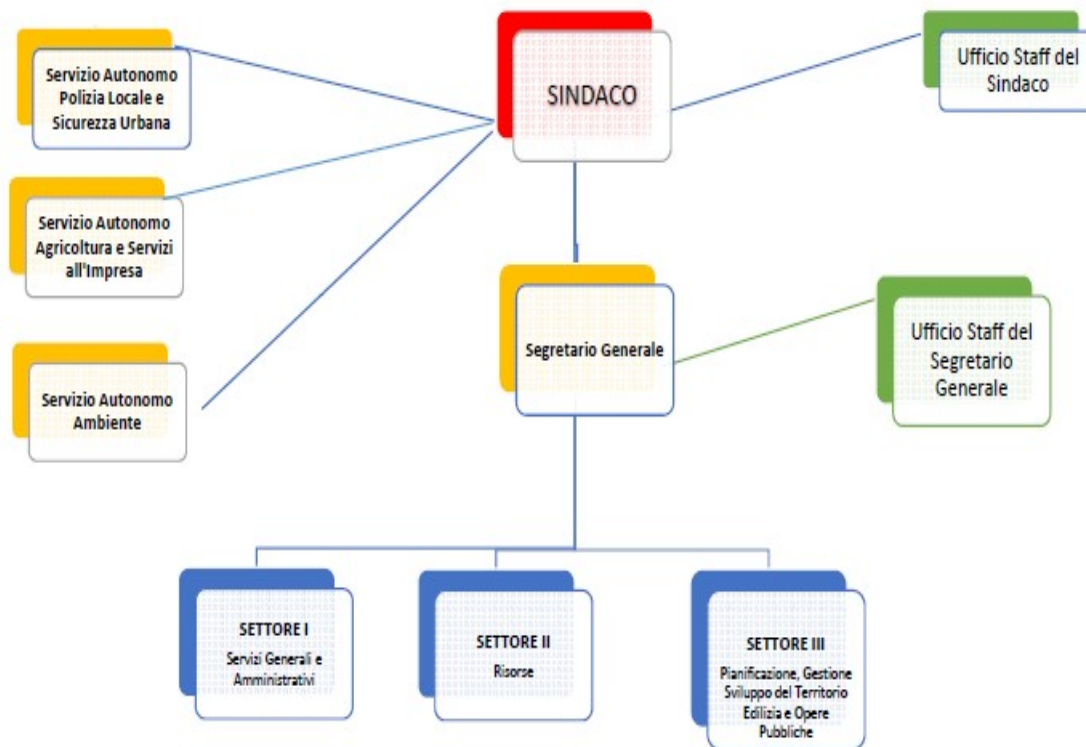 Servizio Autonomo
Polizia Locale e
Sicurezza Urbana
SINDACO
Ufficio Staff del
Sindaco
Servizio Autonomo
Agricoltura e Servizi
all'Impresa
Segretario Generale
Ufficio Staff del
Segretario
Generale
Servizio Autonomo
Ambiente
SETTORE I
Servizi Generali e
Amministrativi
SETTORE II
Risorse
SETTORE III
Pianificazione, Gestione
Sviluppo del Territorio
Edilizia e Opere
Pubbliche